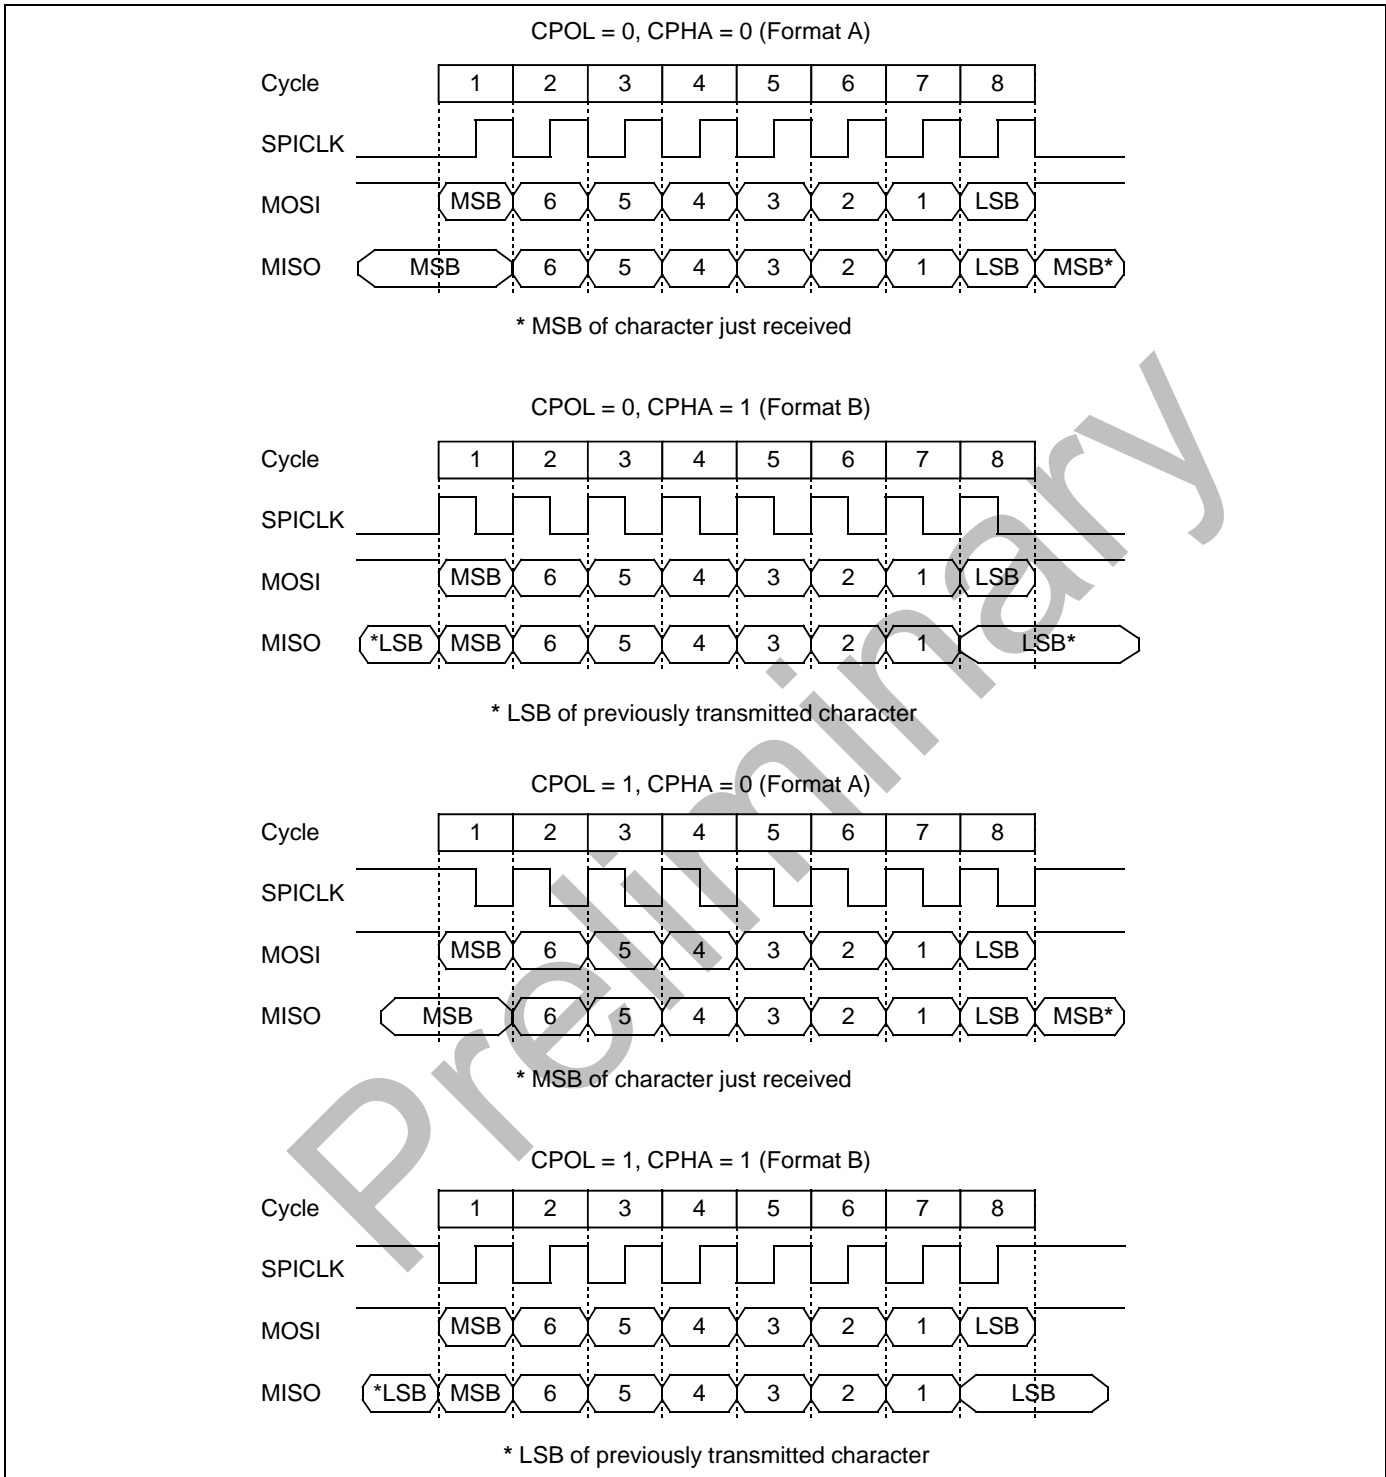 CPOL = 0, CPHA = 0 (Format A)
Cycle 1 2 3 4 5 6 7 8
SPICLK
MOSI MSB 6 5 4 3 2 1 LSB
MISO MSB 6 5 4 3 2 1 LSB MSB*
* MSB of character just received
CPOL = 0, CPHA = 1 (Format B)
Cycle 1 2 3 4 5 6 7 8
SPICLK
MOSI MSB 6 5 4 3 2 1 LSB
MISO *LSB MSB 6 5 4 3 2 1 LSB*
* LSB of previously transmitted character
CPOL = 1, CPHA = 0 (Format A)
Cycle 1 2 3 4 5 6 7 8
SPICLK
MOSI MSB 6 5 4 3 2 1 LSB
MISO MSB 6 5 4 3 2 1 LSB MSB*
* MSB of character just received
CPOL = 1, CPHA = 1 (Format B)
Cycle 1 2 3 4 5 6 7 8
SPICLK
MOSI MSB 6 5 4 3 2 1 LSB
MISO *LSB MSB 6 5 4 3 2 1 LSB
* LSB of previously transmitted character
Preliminary